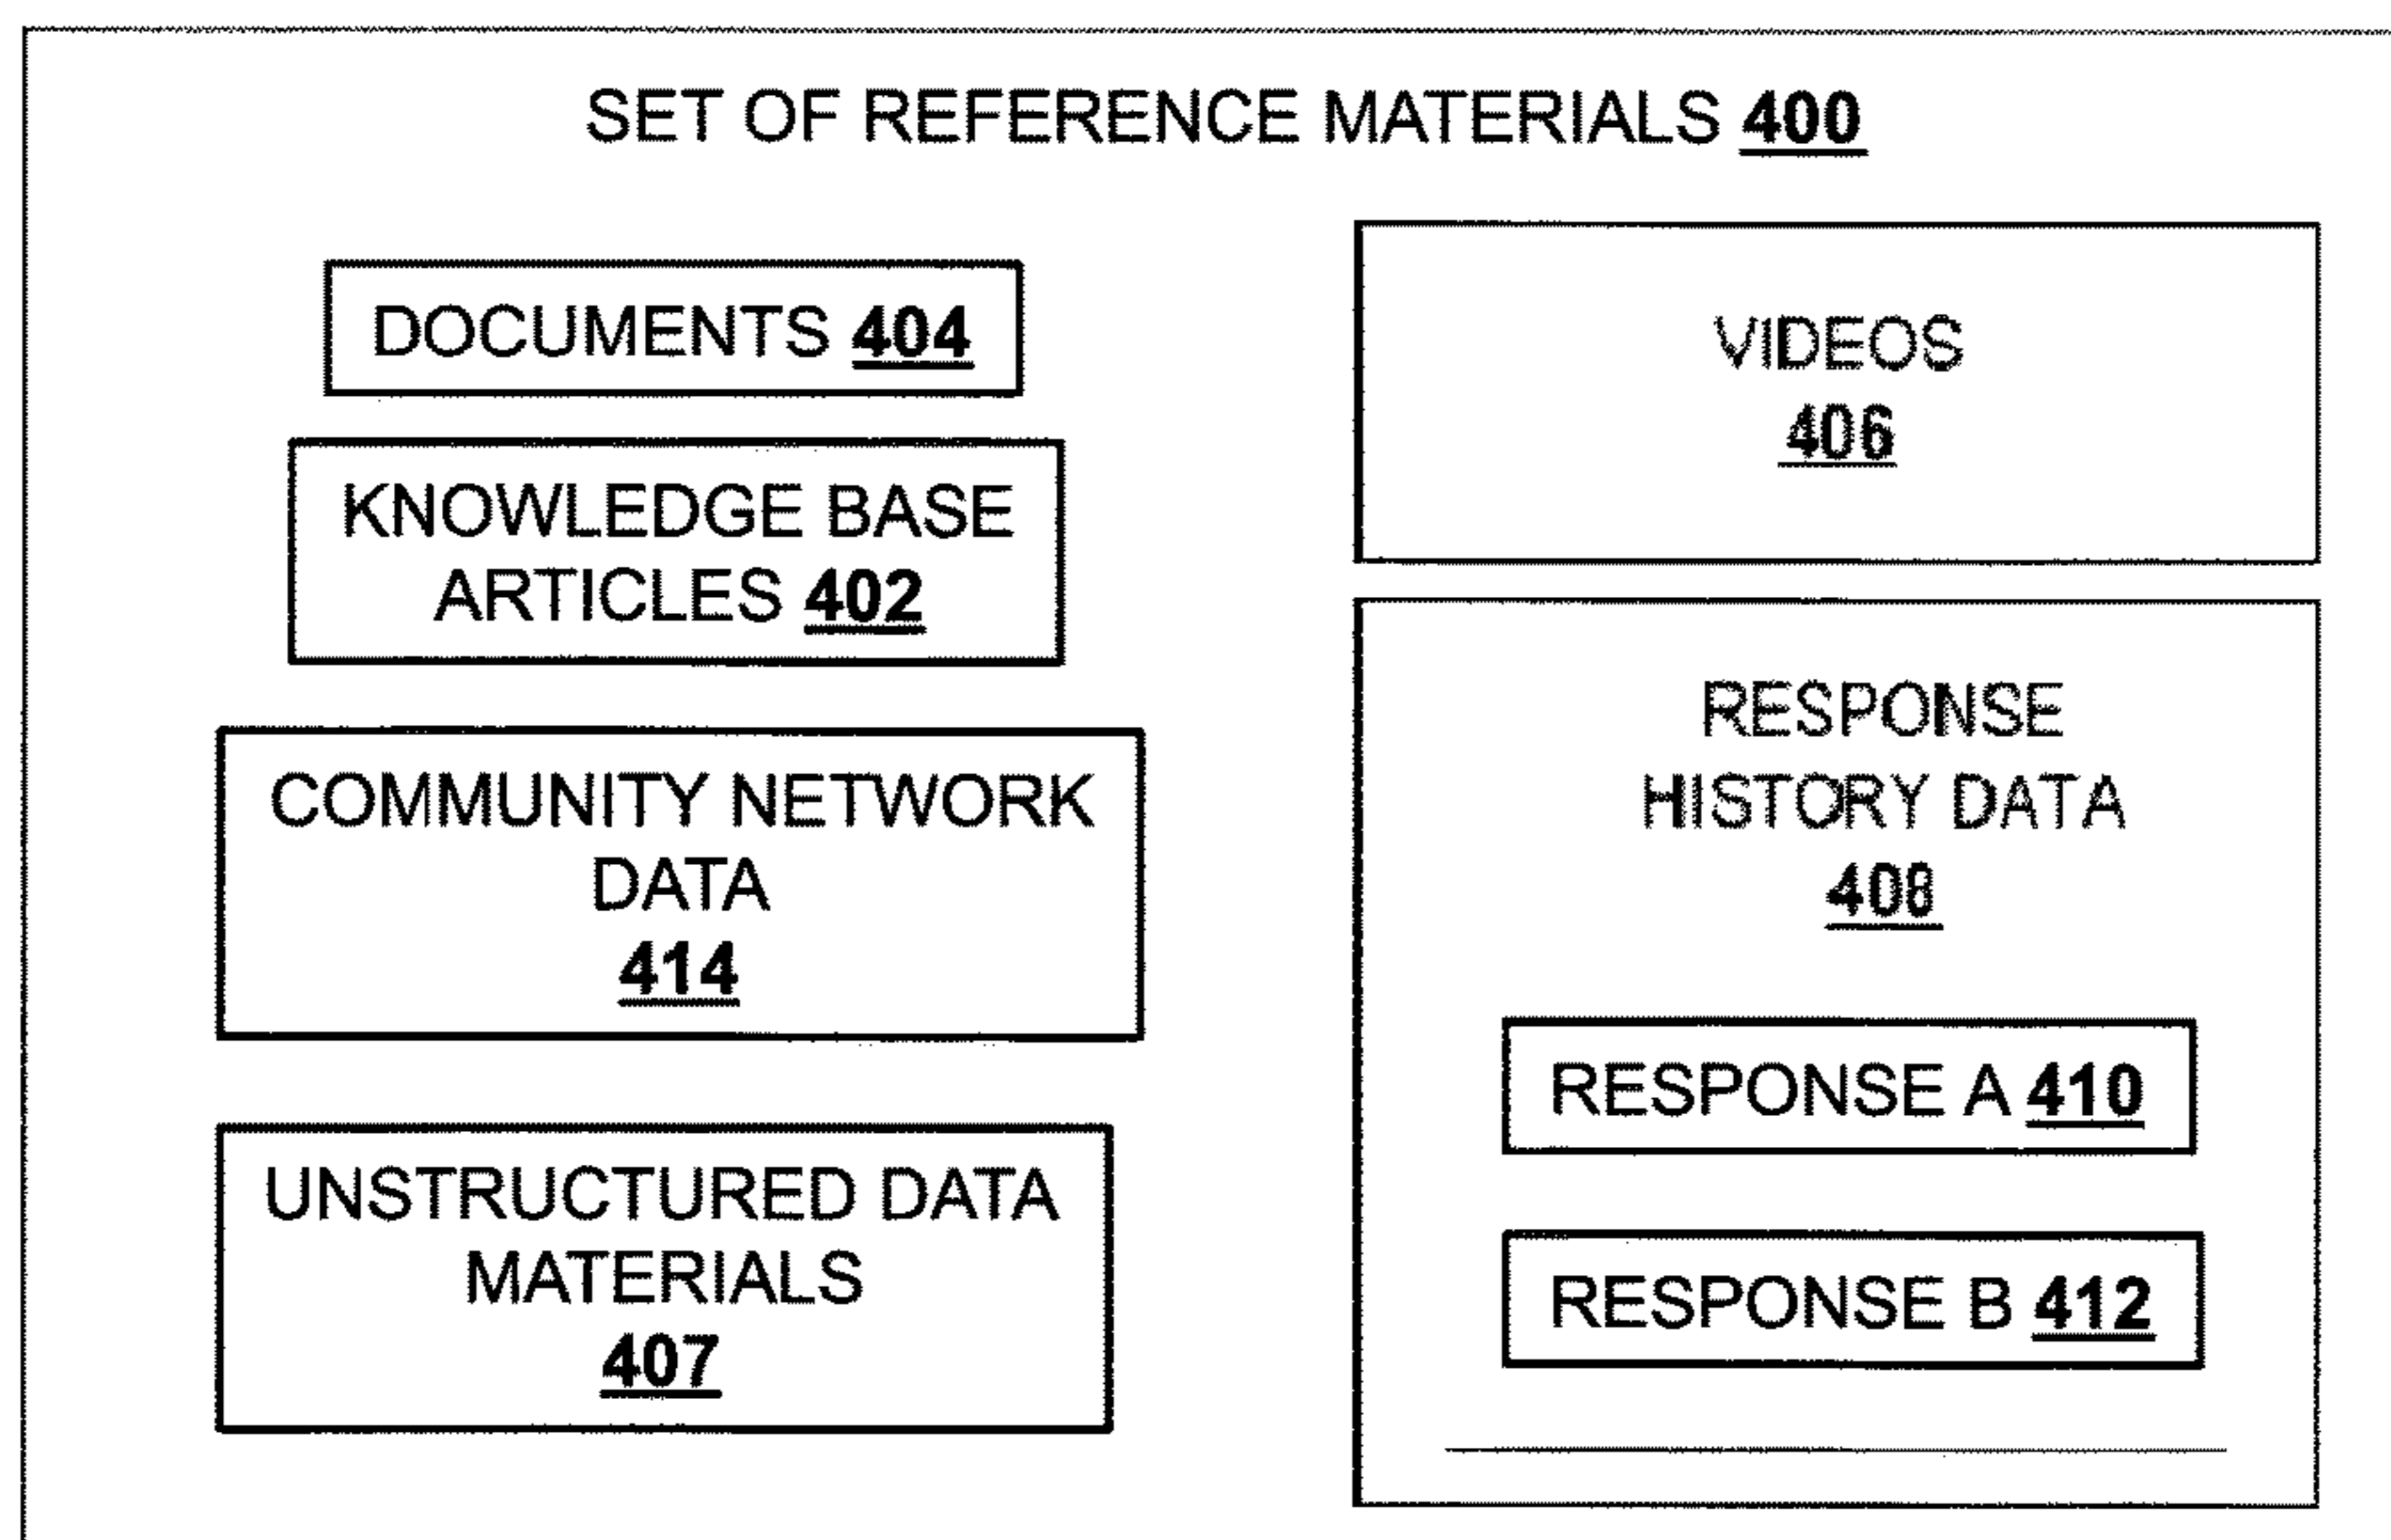 SET OF REFERENCE MATERIALS 400
DOCUMENTS 404
KNOWLEDGE BASE
ARTICLES 402
COMMUNITY NETWORK
DATA
414
UNSTRUCTURED DATA
MATERIALS
407
VIDEOS
406
RESPONSE
HISTORY DATA
408
RESPONSE A 410
RESPONSE B 412